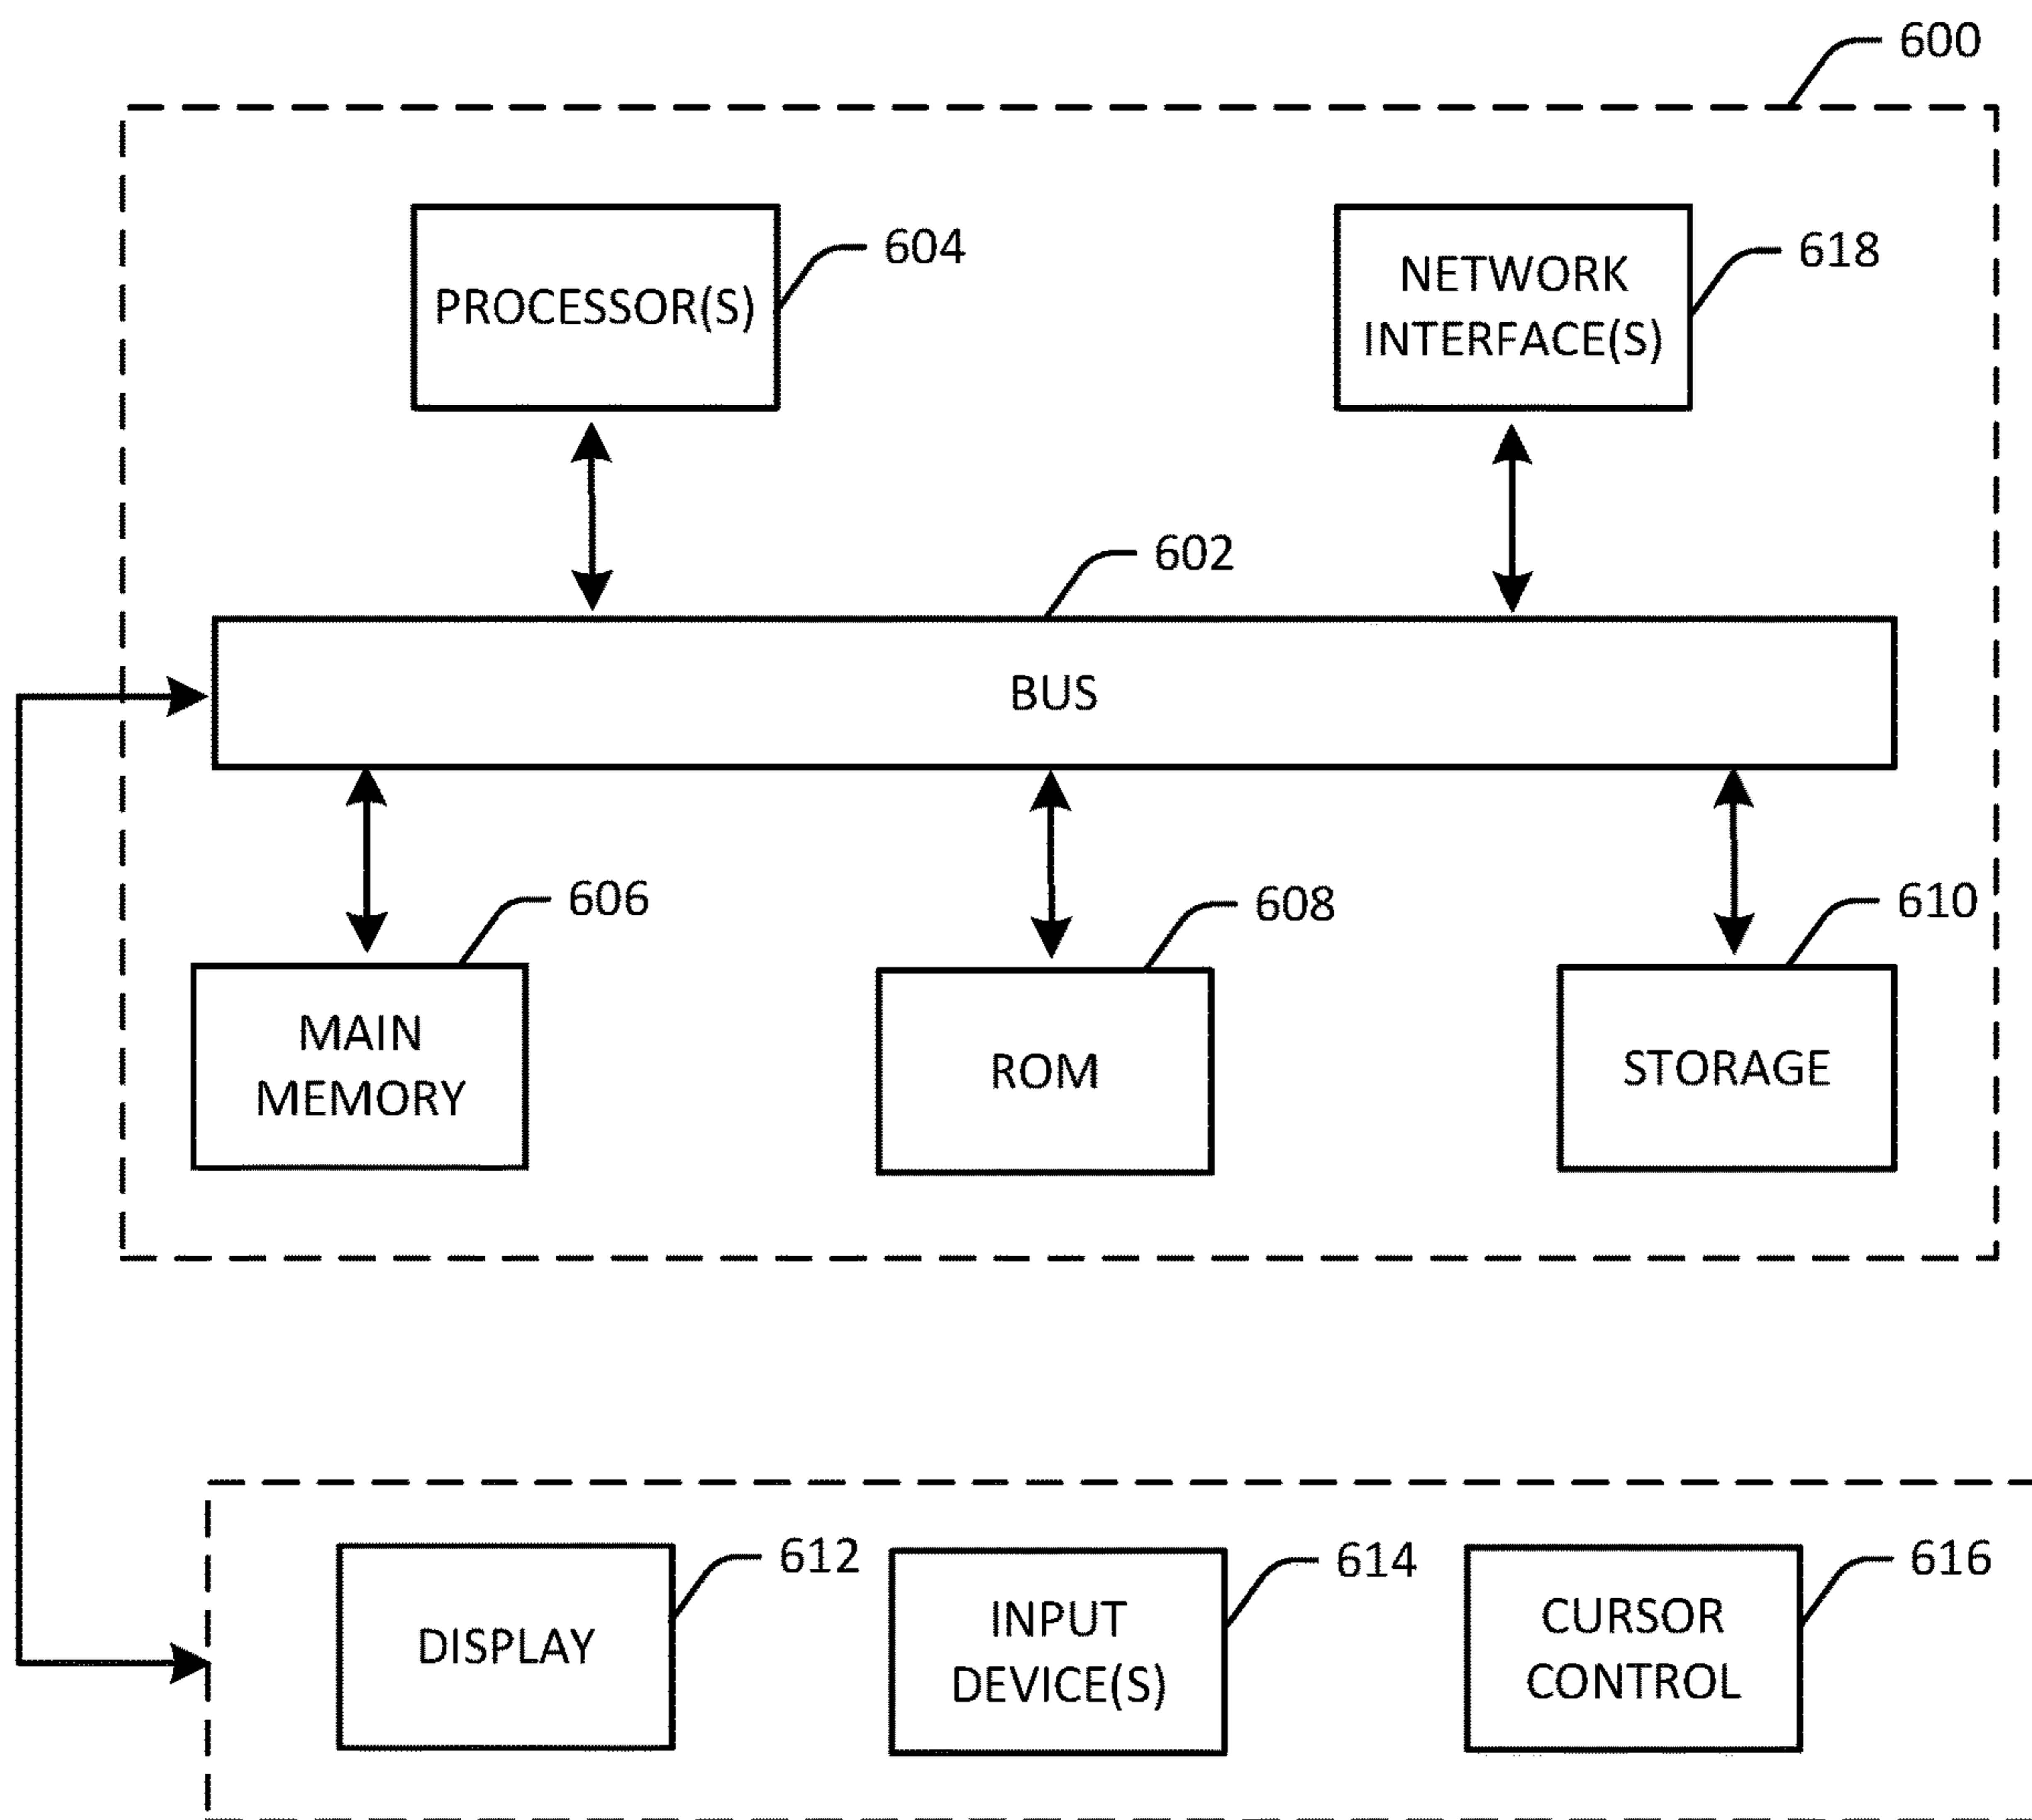 600
PROCESSOR(S)
604
NETWORK
INTERFACE(S)
618
602
BUS
606
608
610
MAIN
MEMORY
ROM
STORAGE
612
614
616
DISPLAY
INPUT
DEVICE(S)
CURSOR
CONTROL